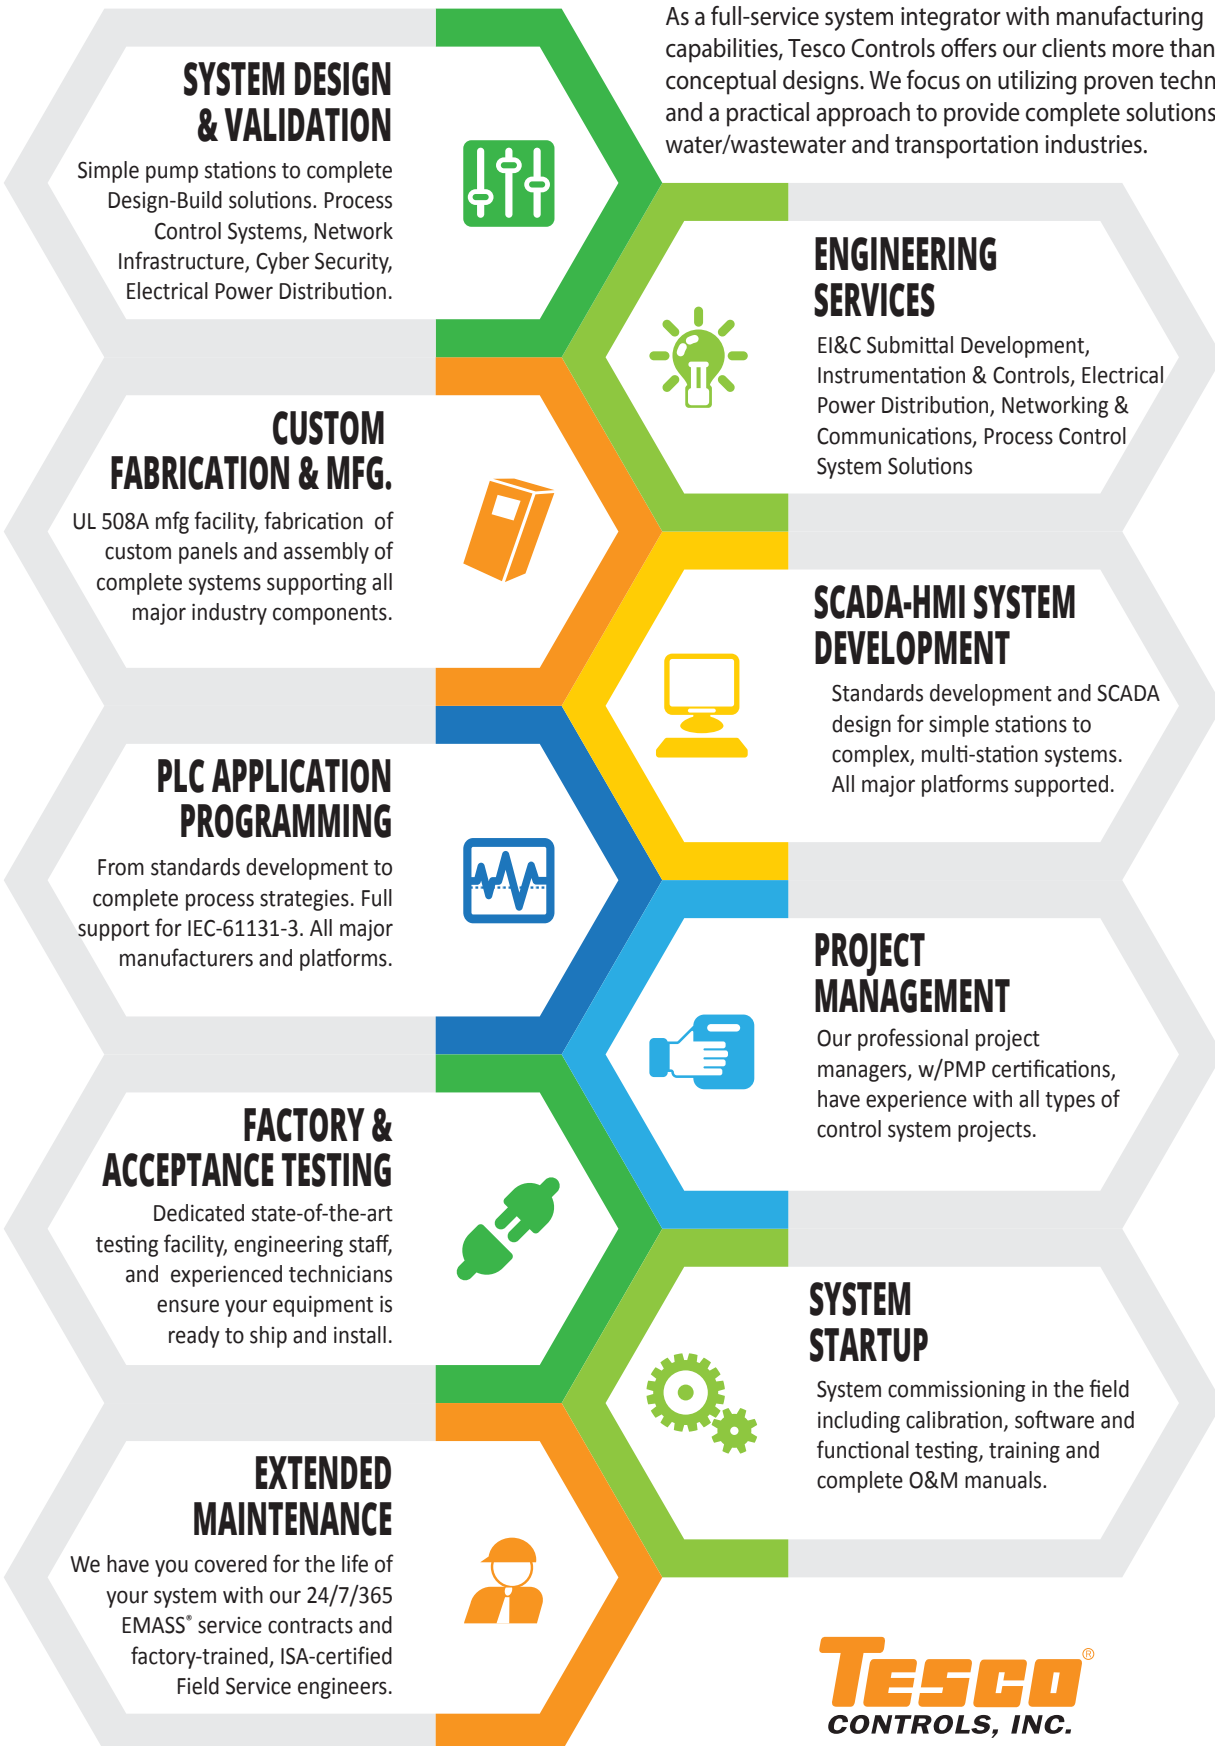 As a full-service system integrator with manufacturing
capabilities, Tesco Controls offers our clients more than
conceptual designs. We focus on utilizing proven techn
and a practical approach to provide complete solutions
water/wastewater and transportation industries.
SYSTEM DESIGN
& VALIDATION
Simple pump stations to complete
Design-Build solutions. Process
Control Systems, Network
Infrastructure, Cyber Security,
Electrical Power Distribution.
ENGINEERING
SERVICES
EI&C Submittal Development,
Instrumentation & Controls, Electrical
Power Distribution, Networking &
Communications, Process Control
System Solutions
CUSTOM
FABRICATION & MFG.
UL 508A mfg facility, fabrication of
custom panels and assembly of
complete systems supporting all
major industry components.
SCADA-HMI SYSTEM
DEVELOPMENT
Standards development and SCADA
design for simple stations to
complex, multi-station systems.
All major platforms supported.
PLC APPLICATION
PROGRAMMING
From standards development to
complete process strategies. Full
support for IEC-61131-3. All major
manufacturers and platforms.
PROJECT
MANAGEMENT
Our professional project
managers, w/PMP certifications,
have experience with all types of
control system projects.
FACTORY &
ACCEPTANCE TESTING
Dedicated state-of-the-art
testing facility, engineering staff,
and experienced technicians
ensure your equipment is
ready to ship and install.
SYSTEM
STARTUP
System commissioning in the field
including calibration, software and
functional testing, training and
complete O&M manuals.
EXTENDED
MAINTENANCE
We have you covered for the life of
your system with our 24/7/365
EMASS® service contracts and
factory-trained, ISA-certified
Field Service engineers.
TESCO®
CONTROLS, INC.